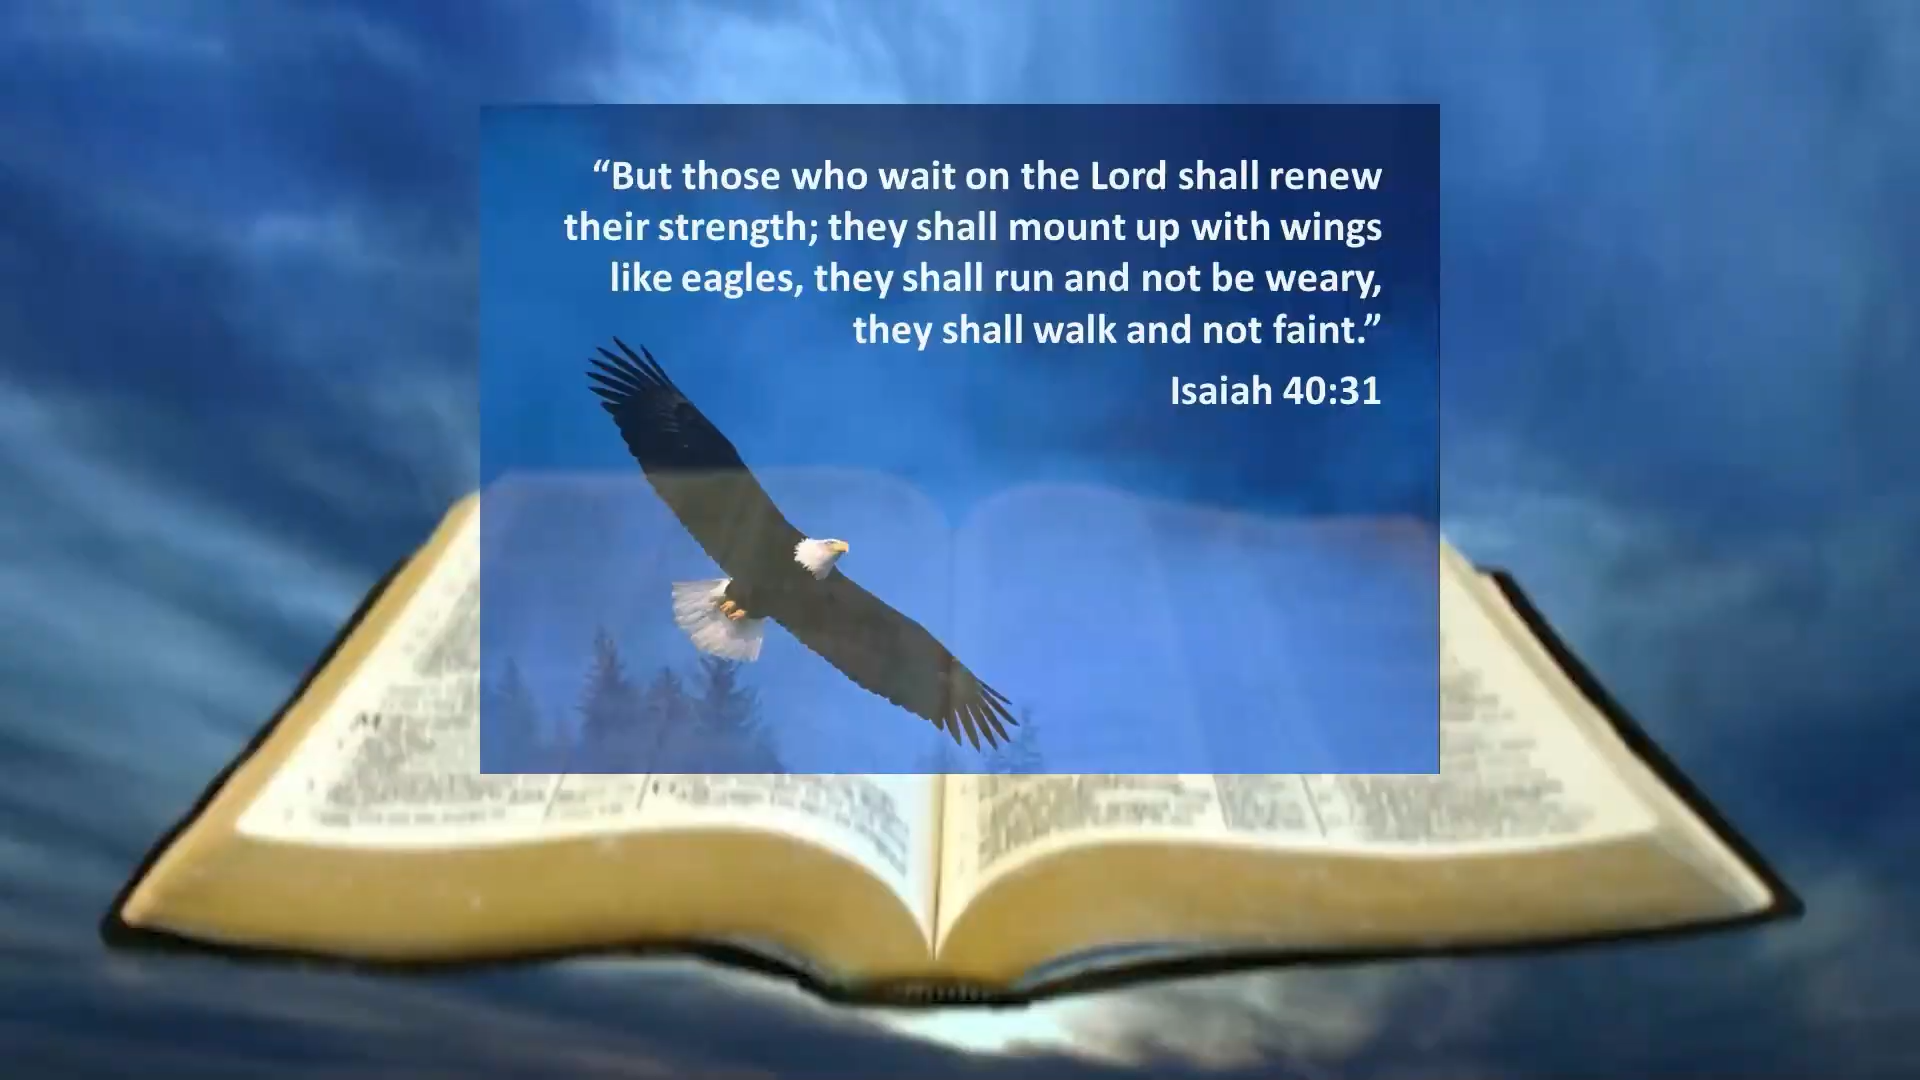 “But those who wait on the Lord shall renew
their strength; they shall mount up with wings
like eagles, they shall run and not be weary,
they shall walk and not faint.”
Isaiah 40:31